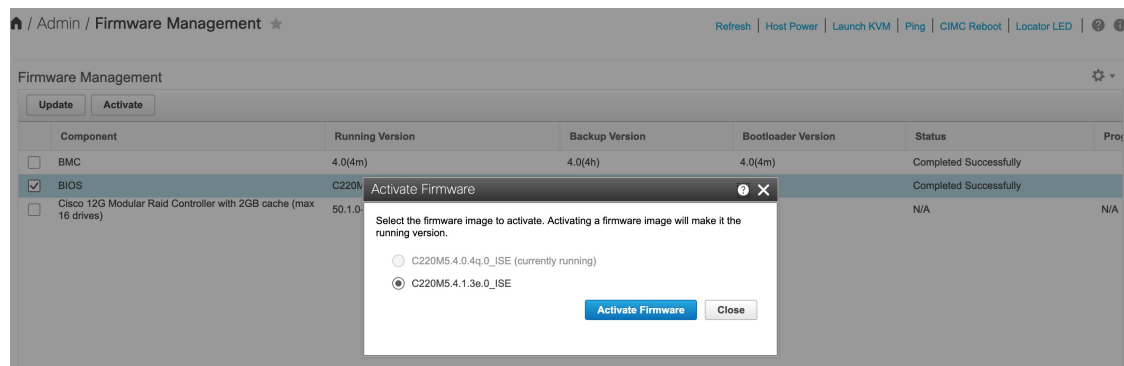 / Admin / Firmware Management
Refresh | Host Power | Launch KVM | Ping | CIMC Reboot | Locator LED |
Firmware Management
Update Activate
Component Running Version Backup Version Bootloader Version Status
BMC 4.0(4m) 4.0(4h) 4.0(4m) Completed Successfully
BIOS Completed Successfully
Cisco 12G Modular Raid Controller with 2GB cache (max
16 drives) 50.1.0- N/A N/A
Activate Firmware
Select the firmware image to activate. Activating a firmware image will make it the
running version.
C220M5.4.0.4q.0_ISE (currently running)
C220M5.4.1.3e.0_ISE
Activate Firmware Close